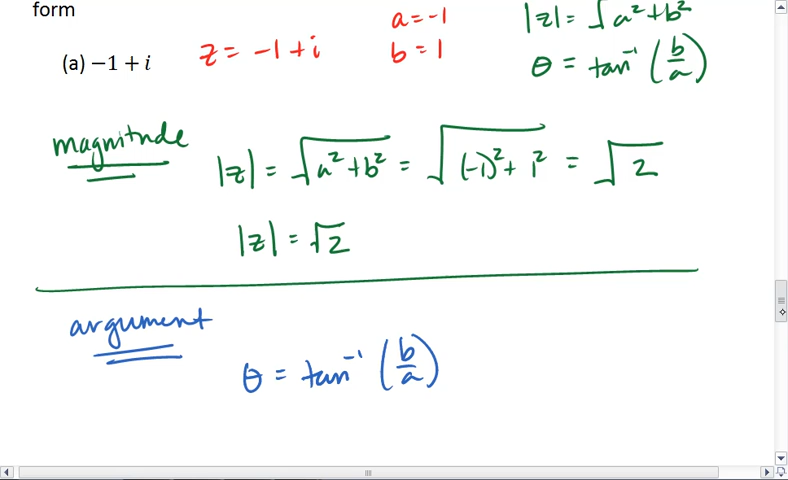 form
(a) −1 + i
z = -1 + i
a = -1
b = 1
|z| = √a² + b²
θ = tan⁻¹ (b/a)
magnitude
|z| = √a² + b² = √(-1)² + 1² = √2
|z| = √2
argument
θ = tan⁻¹ (b/a)